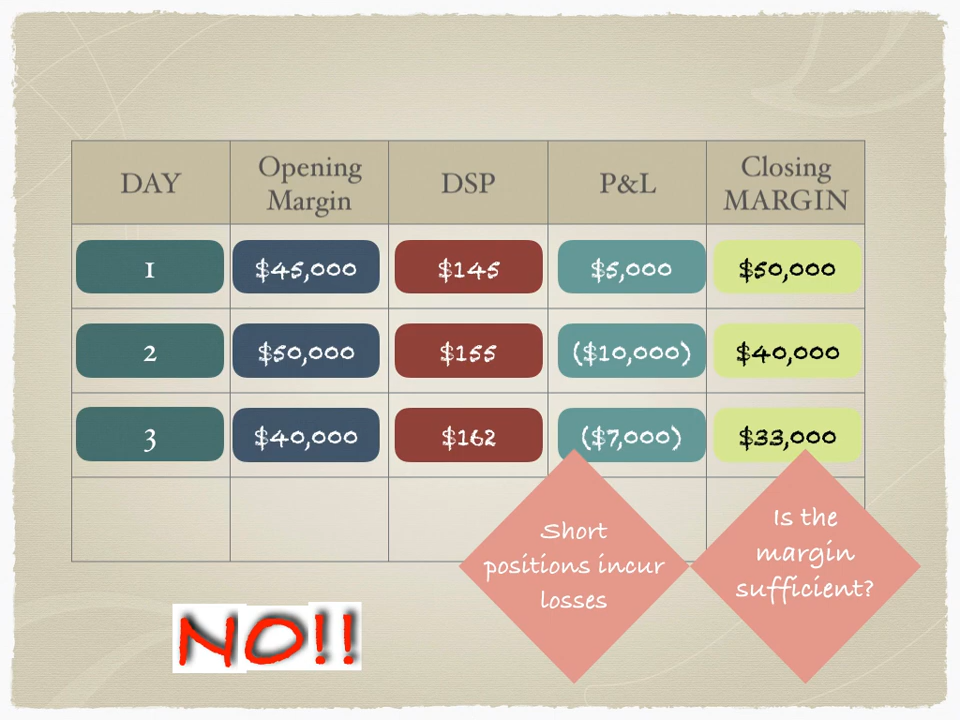 DAY Opening Margin DSP P&L Closing MARGIN
1 $45,000 $145 $5,000 $50,000
2 $50,000 $155 ($10,000) $40,000
3 $40,000 $162 ($7,000) $33,000
Short
positions incur
losses
Is the
margin
sufficient?
NO!!